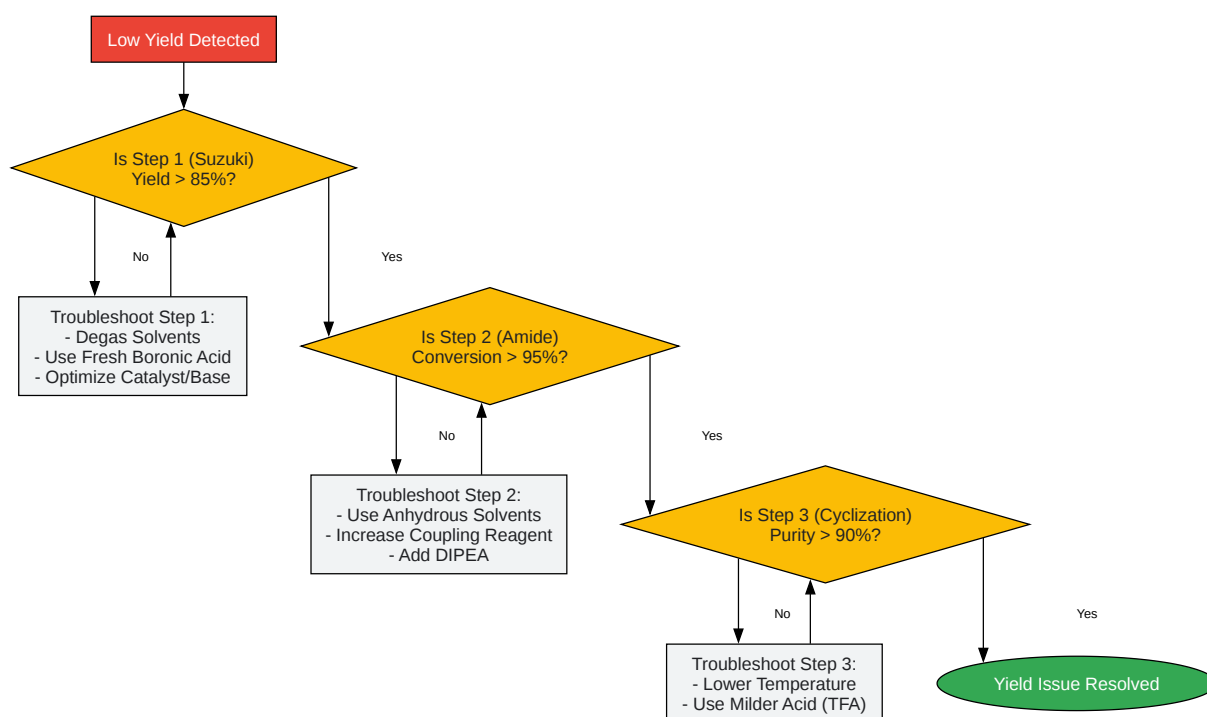 Low Yield Detected
Is Step 1 (Suzuki)
Yield > 85%?
No
Yes
Troubleshoot Step 1:
- Degas Solvents
- Use Fresh Boronic Acid
- Optimize Catalyst/Base
Is Step 2 (Amide)
Conversion > 95%?
No
Yes
Troubleshoot Step 2:
- Use Anhydrous Solvents
- Increase Coupling Reagent
- Add DIPEA
Is Step 3 (Cyclization)
Purity > 90%?
No
Yes
Troubleshoot Step 3:
- Lower Temperature
- Use Milder Acid (TFA)
Yield Issue Resolved